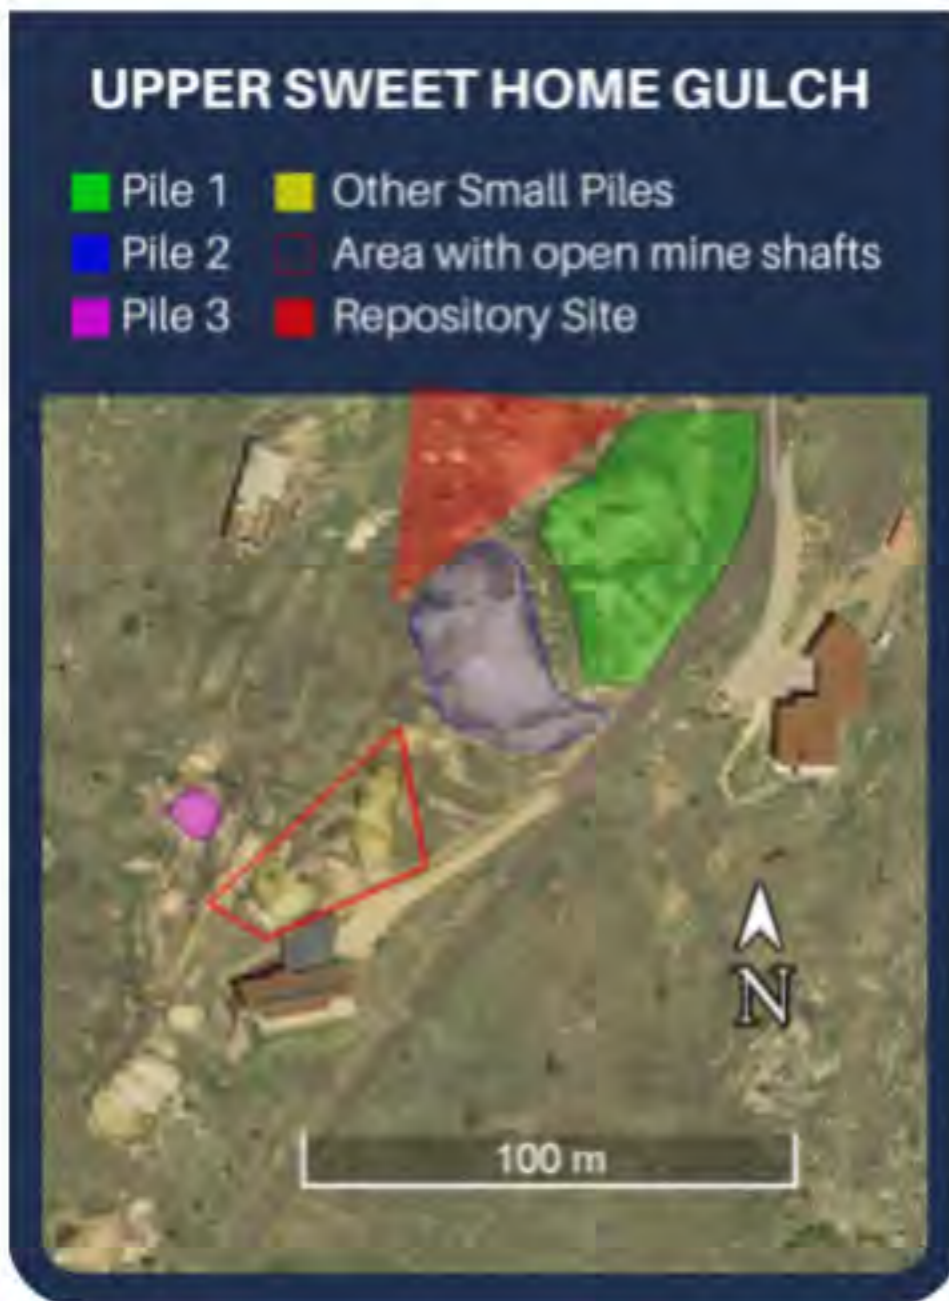 UPPER SWEET HOME GULCH
Pile 1
Other Small Piles
Pile 2
Area with open mine shafts
Pile 3
Repository Site
N
100 m